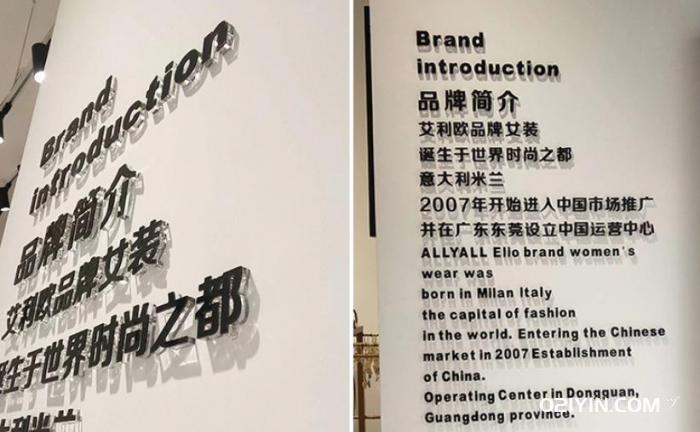 Brand
introduction
品牌简介
艾利欧品牌女装
诞生于世界时尚之都
Brand
introduction
品牌简介
艾利欧品牌女装
诞生于世界时尚之都
意大利米兰
2007年开始进入中国市场推广
并在广东东莞设立中国运营中心
ALLYALL Elio brand women's
wear was
born in Milan Italy
the capital of fashion
in the world. Entering the Chinese
market in 2007 Establishment
of China.
Operating Center in Dongguan,
Guangdong province.
021YIN.COM